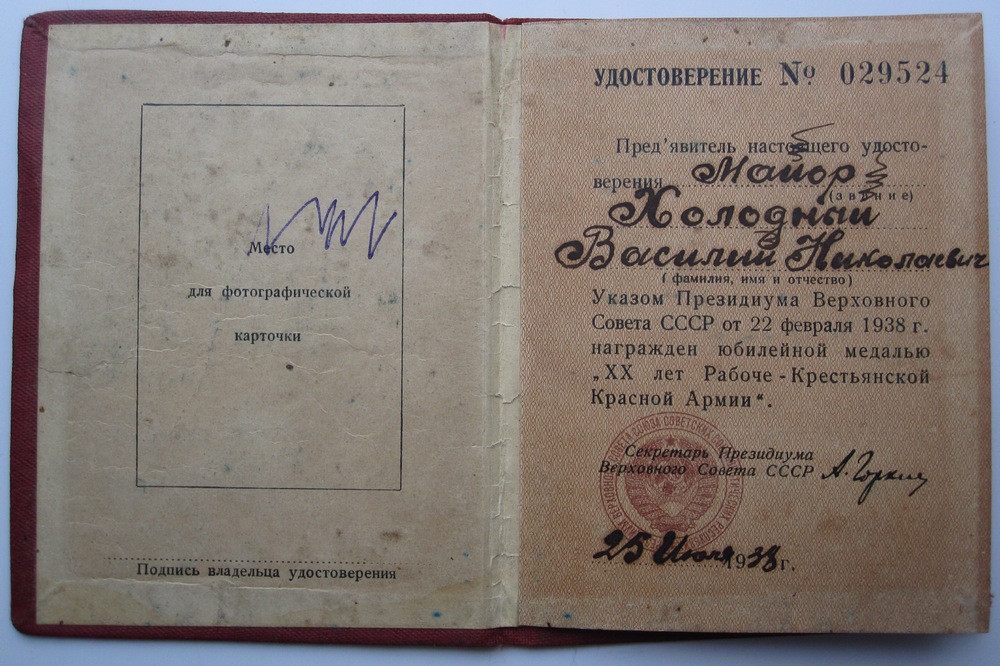 Место
для фотографической
карточки
Подпись владельца удостоверения
УДОСТОВЕРЕНИЕ № 029524
Пред'явитель настоящего удосто-
верения Майор
(звание)
Холодный
Василий Николаевич
(фамилия, имя и отчество)
Указом Президиума Верховного
Совета СССР от 22 февраля 1938 г.
награжден юбилейной медалью
„XX лет Рабоче-Крестьянской
Красной Армии".
Секретарь Президиума
Верховного Совета СССР А. Горкин
25 Июля 1938 г.